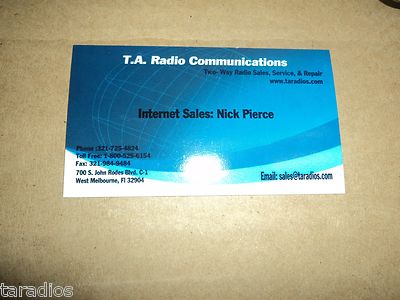 T.A. Radio Communications
Two-Way Radio Sales, Service, & Repair
www.taradios.com
Internet Sales: Nick Pierce
Phone :321-725-4834
Toll Free: 1-800-525-6154
Fax: 321-984-9484
700 S. John Rodes Blvd. C-1
West Melbourne, Fl 32904
Email: sales@taradios.com
taradios